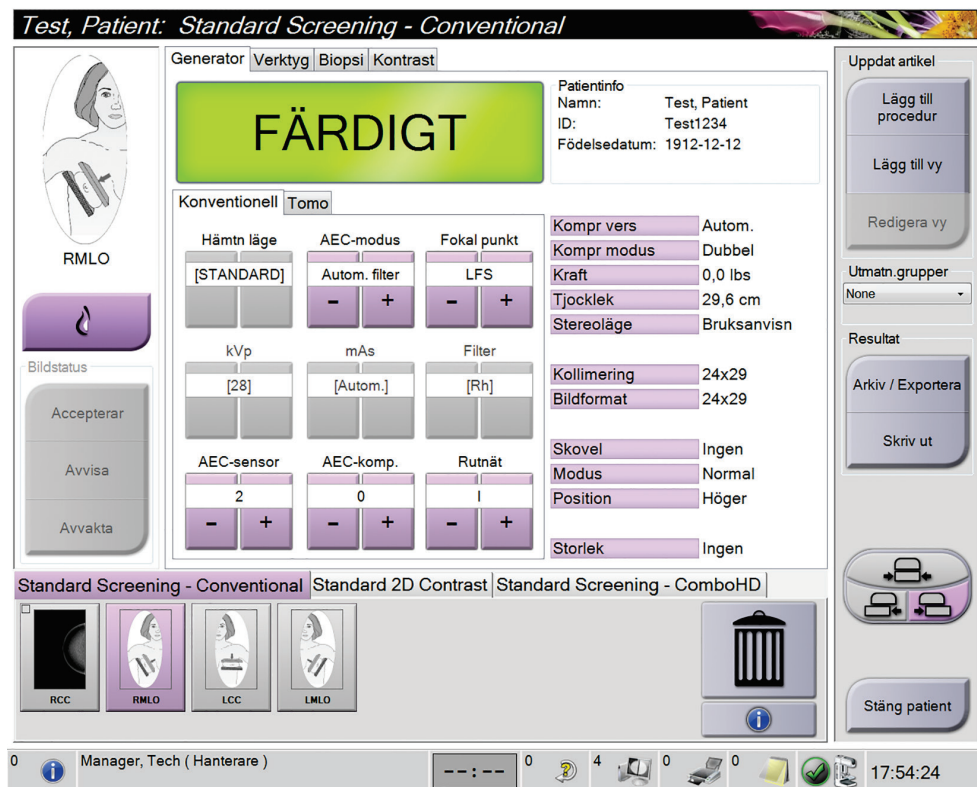 Test, Patient: Standard Screening - Conventional
RMLO
Bildstatus
Accepterar
Avvisa
Avvakta
Generator Verktyg Biopsi Kontrast
FÄRDIGT
Patientinfo
Namn: Test, Patient
ID: Test1234
Födelsedatum: 1912-12-12
Konventionell Tomo
Hämtn läge AEC-modus Fokal punkt
[STANDARD] Autom. filter LFS
- + - +
kVp mAs Filter
[28] [Autom.] [Rh]
AEC-sensor AEC-komp. Rutnät
2 0 I
- + - + - +
Kompr vers Autom.
Kompr modus Dubbel
Kraft 0,0 lbs
Tjocklek 29,6 cm
Stereoläge Bruksanvisn
Kollimering 24x29
Bildformat 24x29
Skovel Ingen
Modus Normal
Position Höger
Storlek Ingen
Uppdat artikel
Lägg till
procedur
Lägg till vy
Redigera vy
Utmatn.grupper
None
Resultat
Arkiv / Exportera
Skriv ut
Stäng patient
Standard Screening - Conventional Standard 2D Contrast Standard Screening - ComboHD
RCC RMLO LCC LMLO
0 Manager, Tech ( Hanterare ) --:-- 0 4 0 0 17:54:24